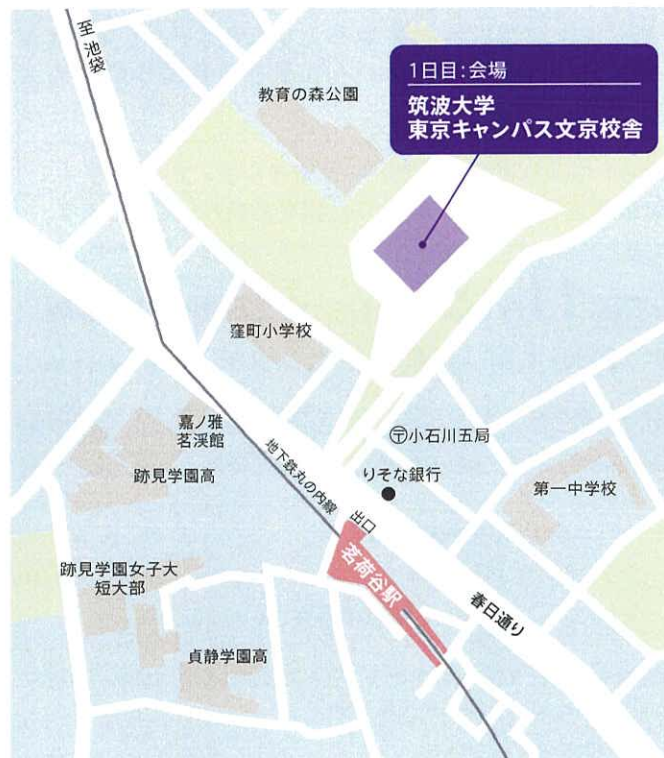 至 池袋
1日目:会場
筑波大学
東京キャンパス文京校舎
教育の森公園
窪町小学校
嘉ノ雅
茗渓館
跡見学園高
地下鉄丸の内線
〒小石川五局
りそな銀行
第一中学校
出口
茗荷谷駅
跡見学園女子大
短大部
春日通り
貞静学園高